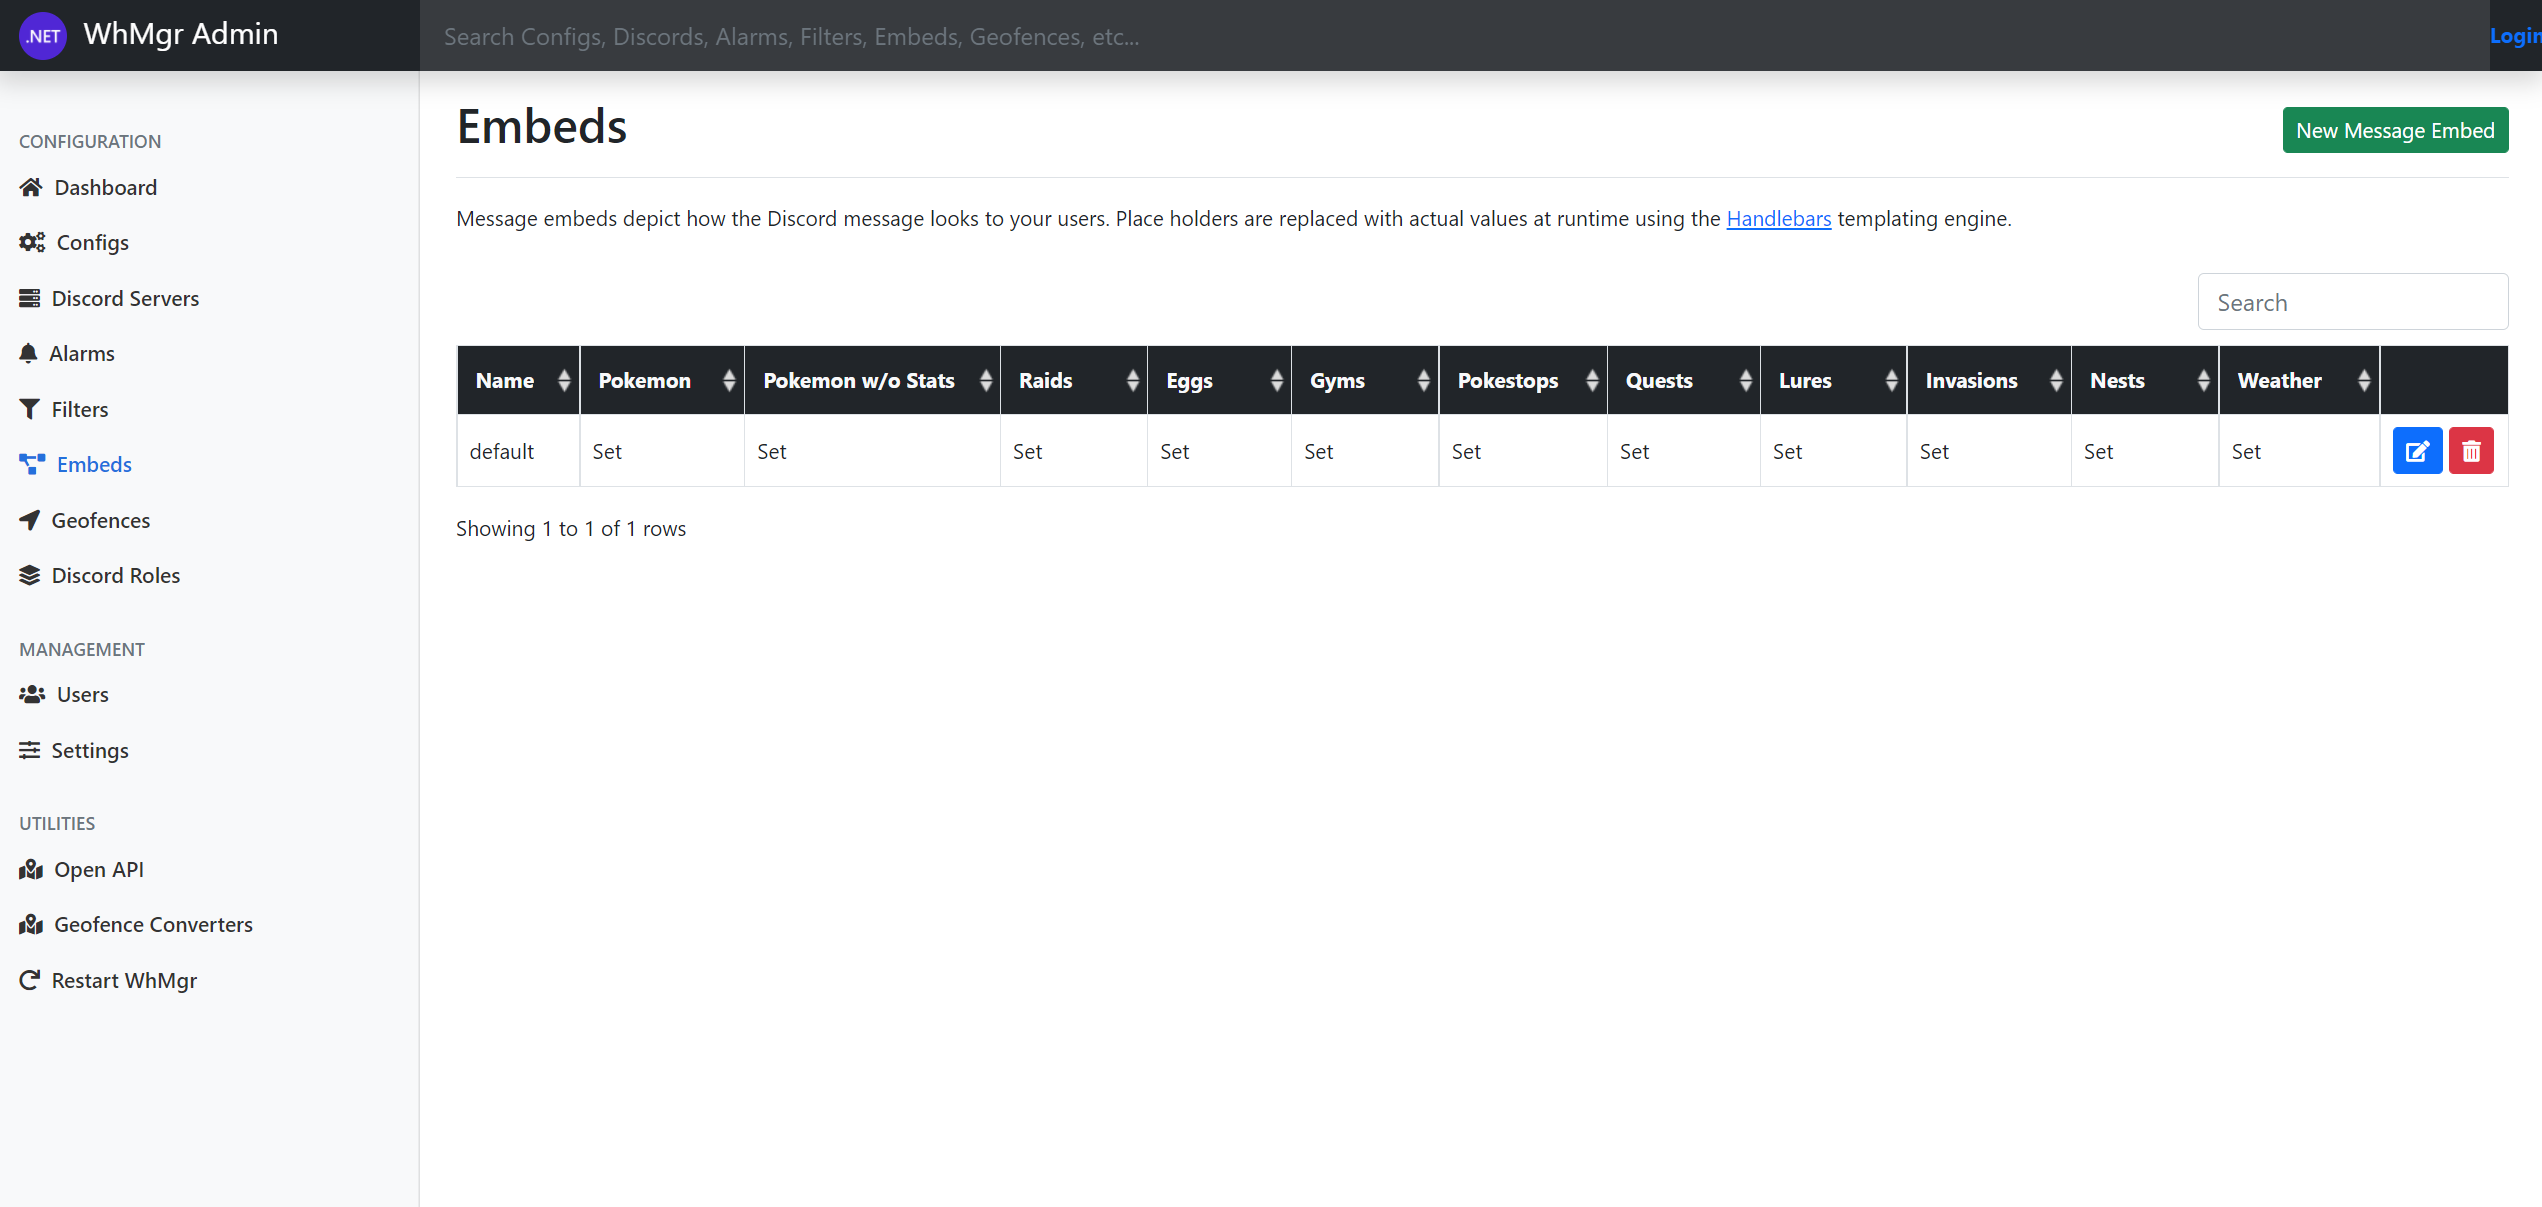 .NET WhMgr Admin
Search Configs, Discords, Alarms, Filters, Embeds, Geofences, etc...
Login
CONFIGURATION
Dashboard
Configs
Discord Servers
Alarms
Filters
Embeds
Geofences
Discord Roles
MANAGEMENT
Users
Settings
UTILITIES
Open API
Geofence Converters
Restart WhMgr
Embeds
New Message Embed
Message embeds depict how the Discord message looks to your users. Place holders are replaced with actual values at runtime using the Handlebars templating engine.
Search
Name Pokemon Pokemon w/o Stats Raids Eggs Gyms Pokestops Quests Lures Invasions Nests Weather
default Set Set Set Set Set Set Set Set Set Set Set
Showing 1 to 1 of 1 rows